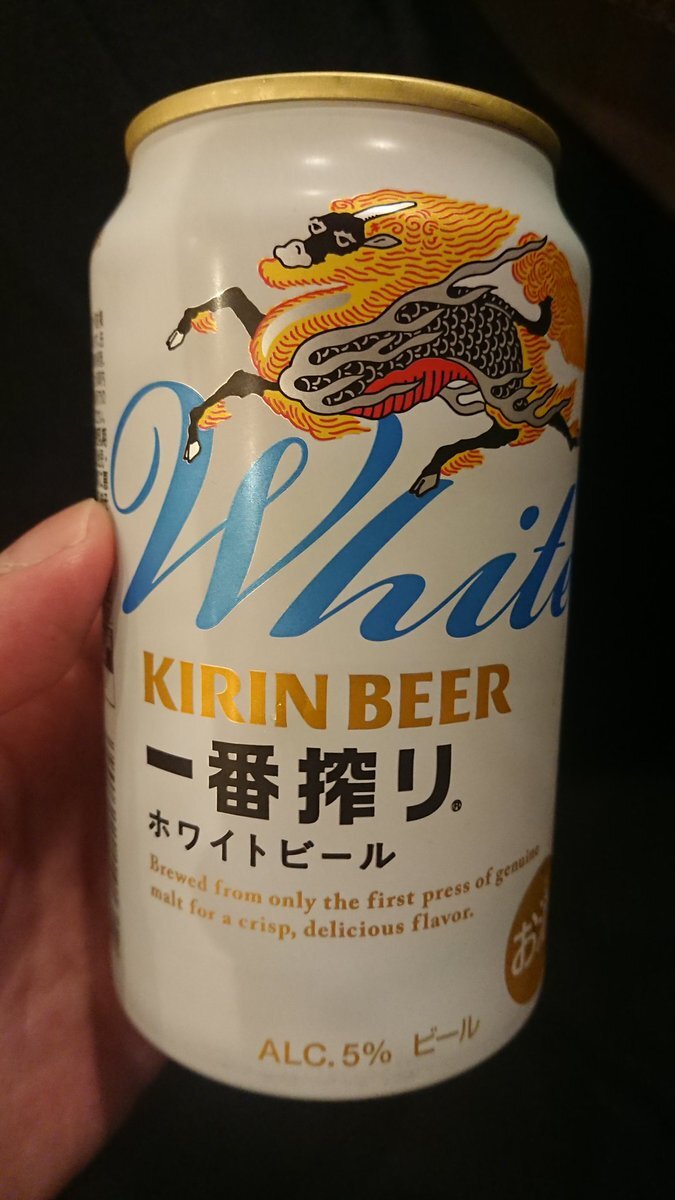 White
KIRIN BEER
一番搾り®
ホワイトビール
Brewed from only the first press of genuine
malt for a crisp, delicious flavor.
ALC. 5% ビール